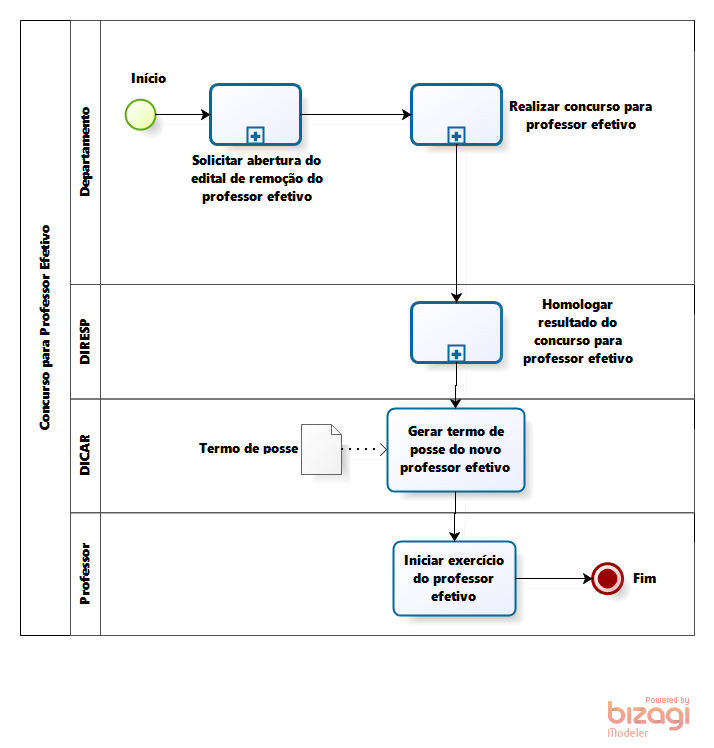 Concurso para Professor Efetivo
Departamento
Início
Solicitar abertura do
edital de remoção do
professor efetivo
Realizar concurso para
professor efetivo
DIRESP
Homologar
resultado do
concurso para
professor efetivo
DICAR
Termo de posse
Gerar termo de
posse do novo
professor efetivo
Professor
Iniciar exercício
do professor
efetivo
Fim
Powered by
bizagi
Modeler